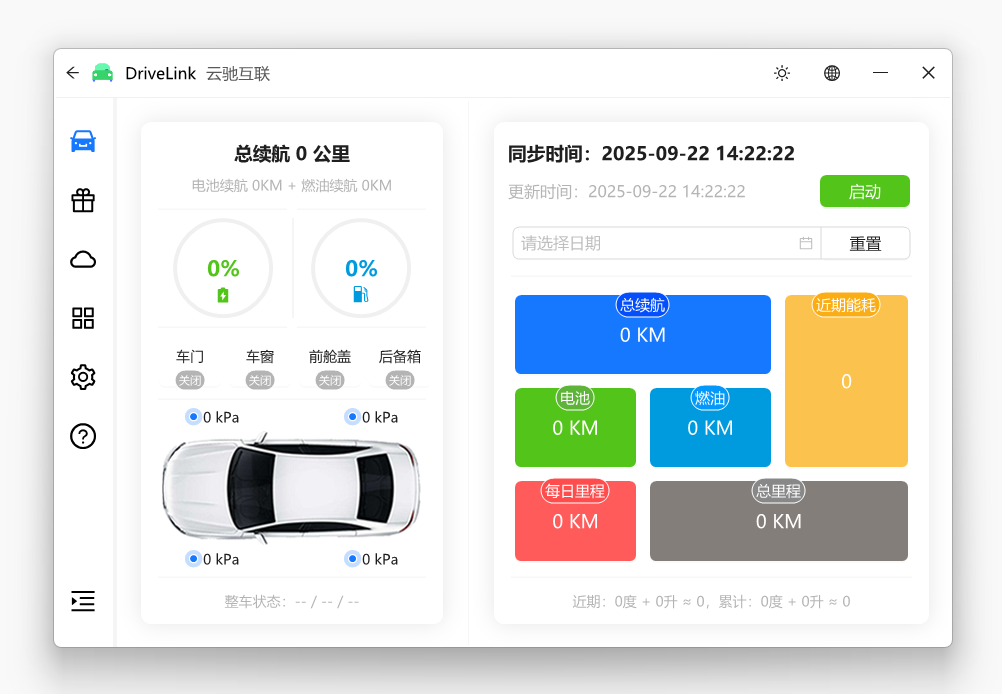 DriveLink 云驰互联
总续航 0 公里
电池续航 0KM + 燃油续航 0KM
0% 0%
车门 车窗 前舱盖 后备箱
关闭 关闭 关闭 关闭
0 kPa 0 kPa
0 kPa 0 kPa
整车状态：-- / -- / --
同步时间：2025-09-22 14:22:22
更新时间：2025-09-22 14:22:22
启动
请选择日期 重置
总续航
0 KM
近期能耗
0
电池
0 KM
燃油
0 KM
每日里程
0 KM
总里程
0 KM
近期：0度 + 0升 ≈ 0，累计：0度 + 0升 ≈ 0